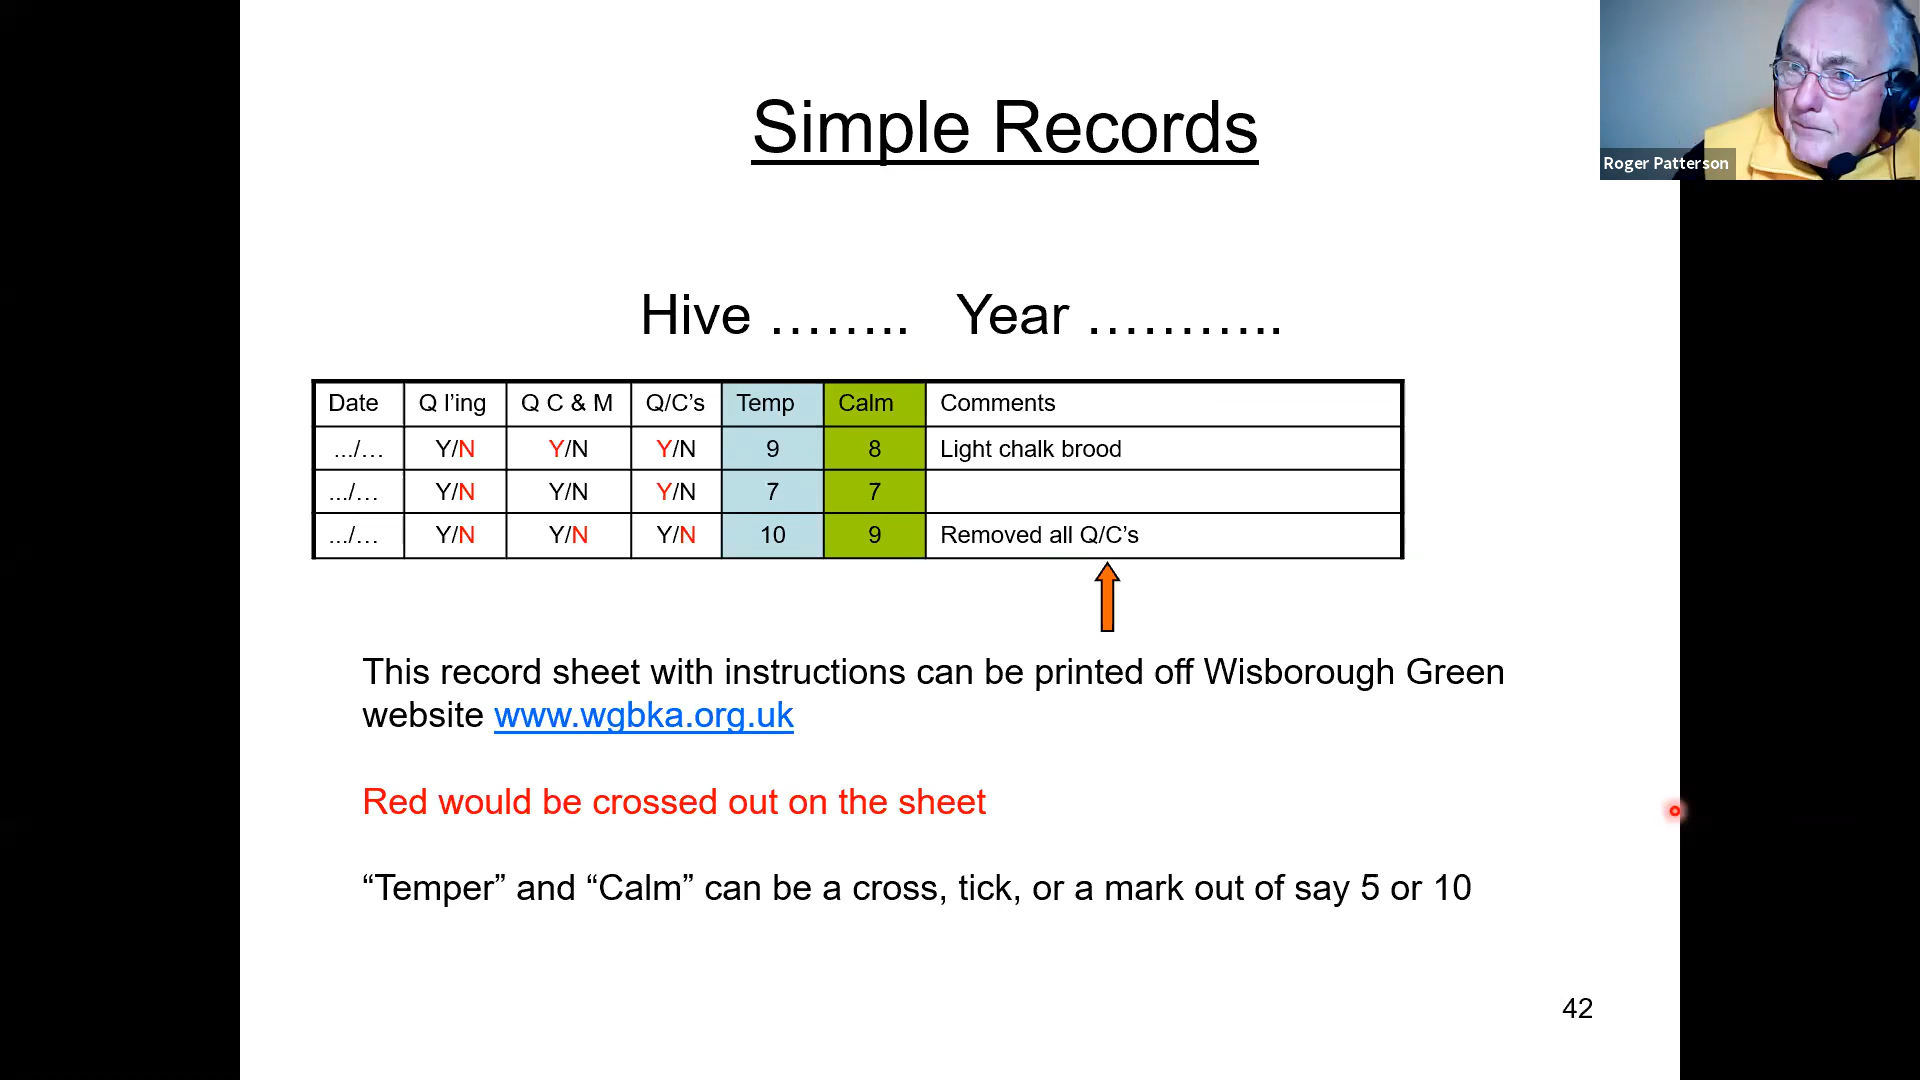 Simple Records
Roger Patterson
Hive …….. Year ………..
Date Q l’ing Q C & M Q/C’s Temp Calm Comments
.../… Y/N Y/N Y/N 9 8 Light chalk brood
.../… Y/N Y/N Y/N 7 7
.../… Y/N Y/N Y/N 10 9 Removed all Q/C’s
This record sheet with instructions can be printed off Wisborough Green
website www.wgbka.org.uk
Red would be crossed out on the sheet
“Temper” and “Calm” can be a cross, tick, or a mark out of say 5 or 10
42